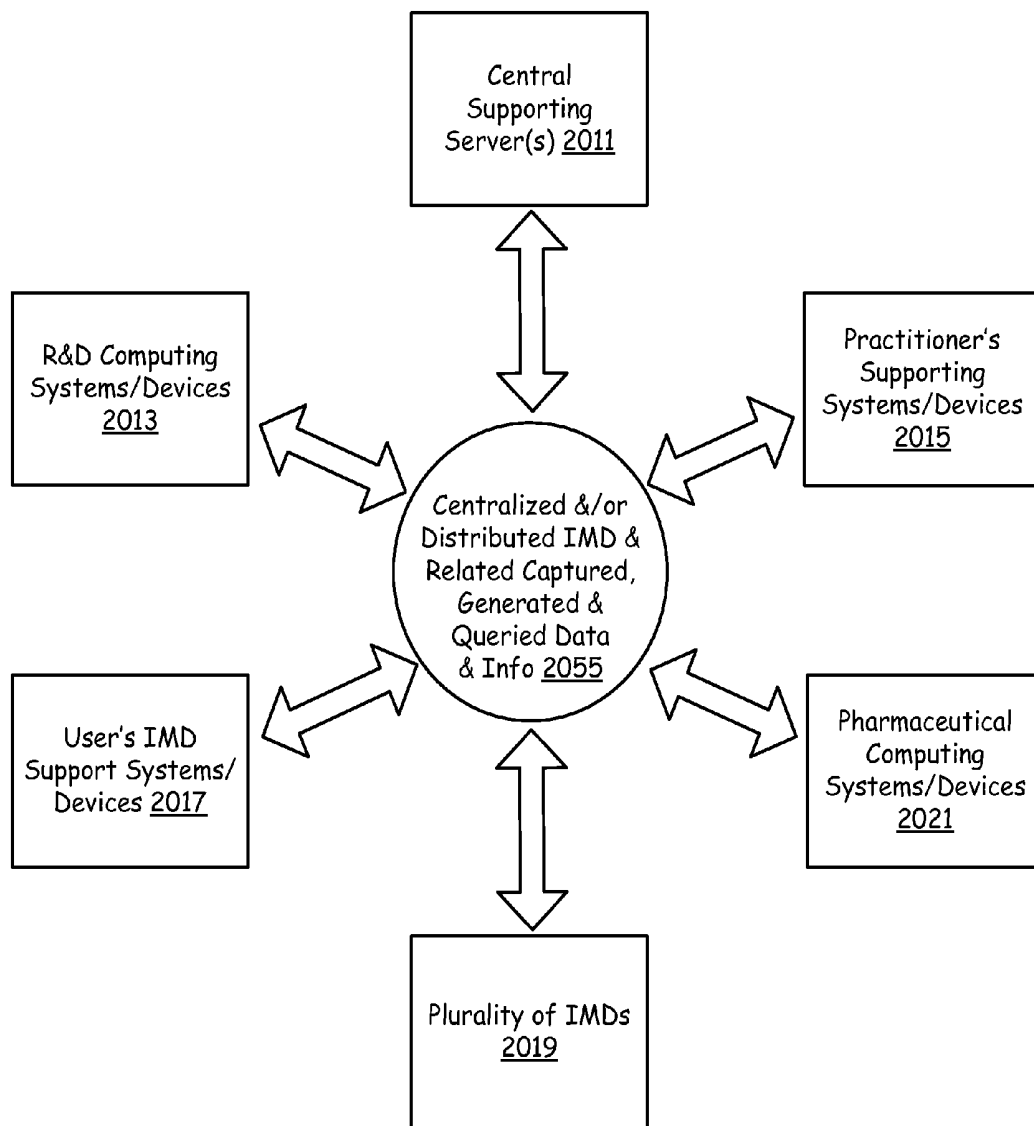 Central
Supporting
Server(s) 2011
R&D Computing
Systems/Devices
2013
Practitioner's
Supporting
Systems/Devices
2015
Centralized &/or
Distributed IMD &
Related Captured,
Generated &
Queried Data
& Info 2055
User's IMD
Support Systems/
Devices 2017
Pharmaceutical
Computing
Systems/Devices
2021
Plurality of IMDs
2019